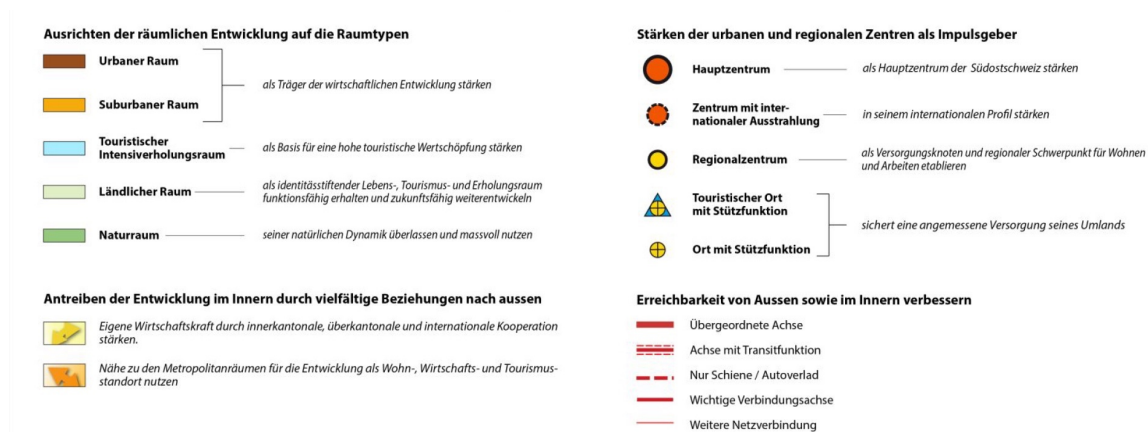 Ausrichten der räumlichen Entwicklung auf die Raumtypen
Urbaner Raum
Suburbaner Raum
als Träger der wirtschaftlichen Entwicklung stärken
Touristischer
Intensiverholungsraum
als Basis für eine hohe touristische Wertschöpfung stärken
Ländlicher Raum
als identitässtiftender Lebens-, Tourismus- und Erholungsraum
funktionsfähig erhalten und zukunftsfähig weiterentwickeln
Naturraum
seiner natürlichen Dynamik überlassen und massvoll nutzen
Antreiben der Entwicklung im Innern durch vielfältige Beziehungen nach aussen
Eigene Wirtschaftskraft durch innerkantonale, überkantonale und internationale Kooperation
stärken.
Nähe zu den Metropolitanräumen für die Entwicklung als Wohn-, Wirtschafts- und Tourismus-
standort nutzen
Stärken der urbanen und regionalen Zentren als Impulsgeber
Hauptzentrum
als Hauptzentrum der Südostschweiz stärken
Zentrum mit inter-
nationaler Ausstrahlung
in seinem internationalen Profil stärken
Regionalzentrum
als Versorgungsknoten und regionaler Schwerpunkt für Wohnen
und Arbeiten etablieren
Touristischer Ort
mit Stützfunktion
Ort mit Stützfunktion
sichert eine angemessene Versorgung seines Umlands
Erreichbarkeit von Aussen sowie im Innern verbessern
Übergeordnete Achse
Achse mit Transitfunktion
Nur Schiene / Autoverlad
Wichtige Verbindungsachse
Weitere Netzverbindung